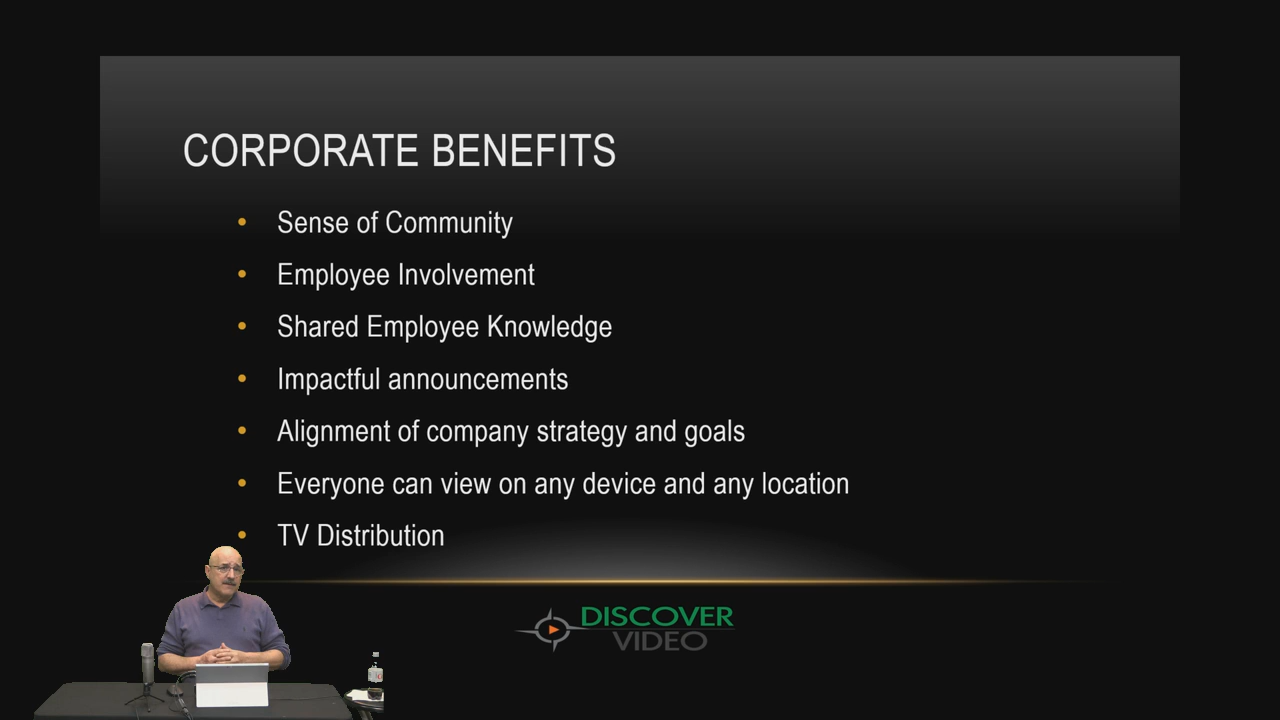 CORPORATE BENEFITS
• Sense of Community
• Employee Involvement
• Shared Employee Knowledge
• Impactful announcements
• Alignment of company strategy and goals
• Everyone can view on any device and any location
• TV Distribution
DISCOVER
VIDEO